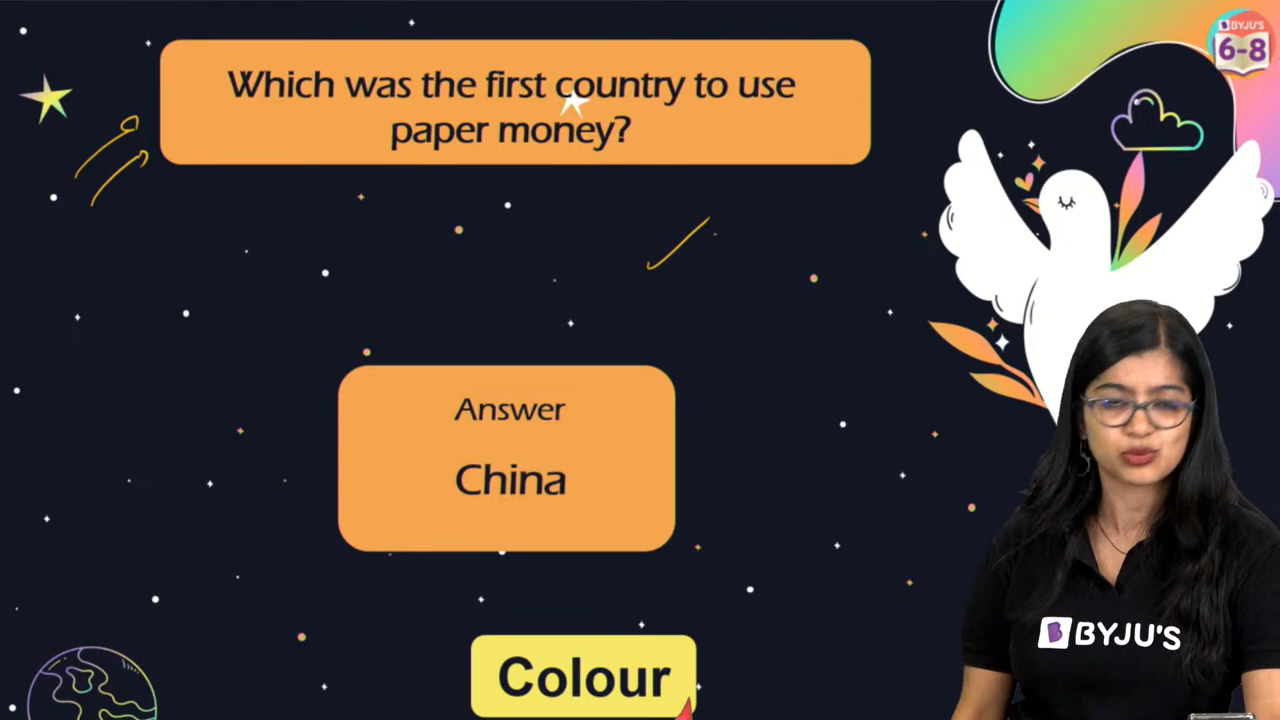 Which was the first country to use
paper money?
BYJU'S
6-8
Answer
China
Colour
BYJU'S